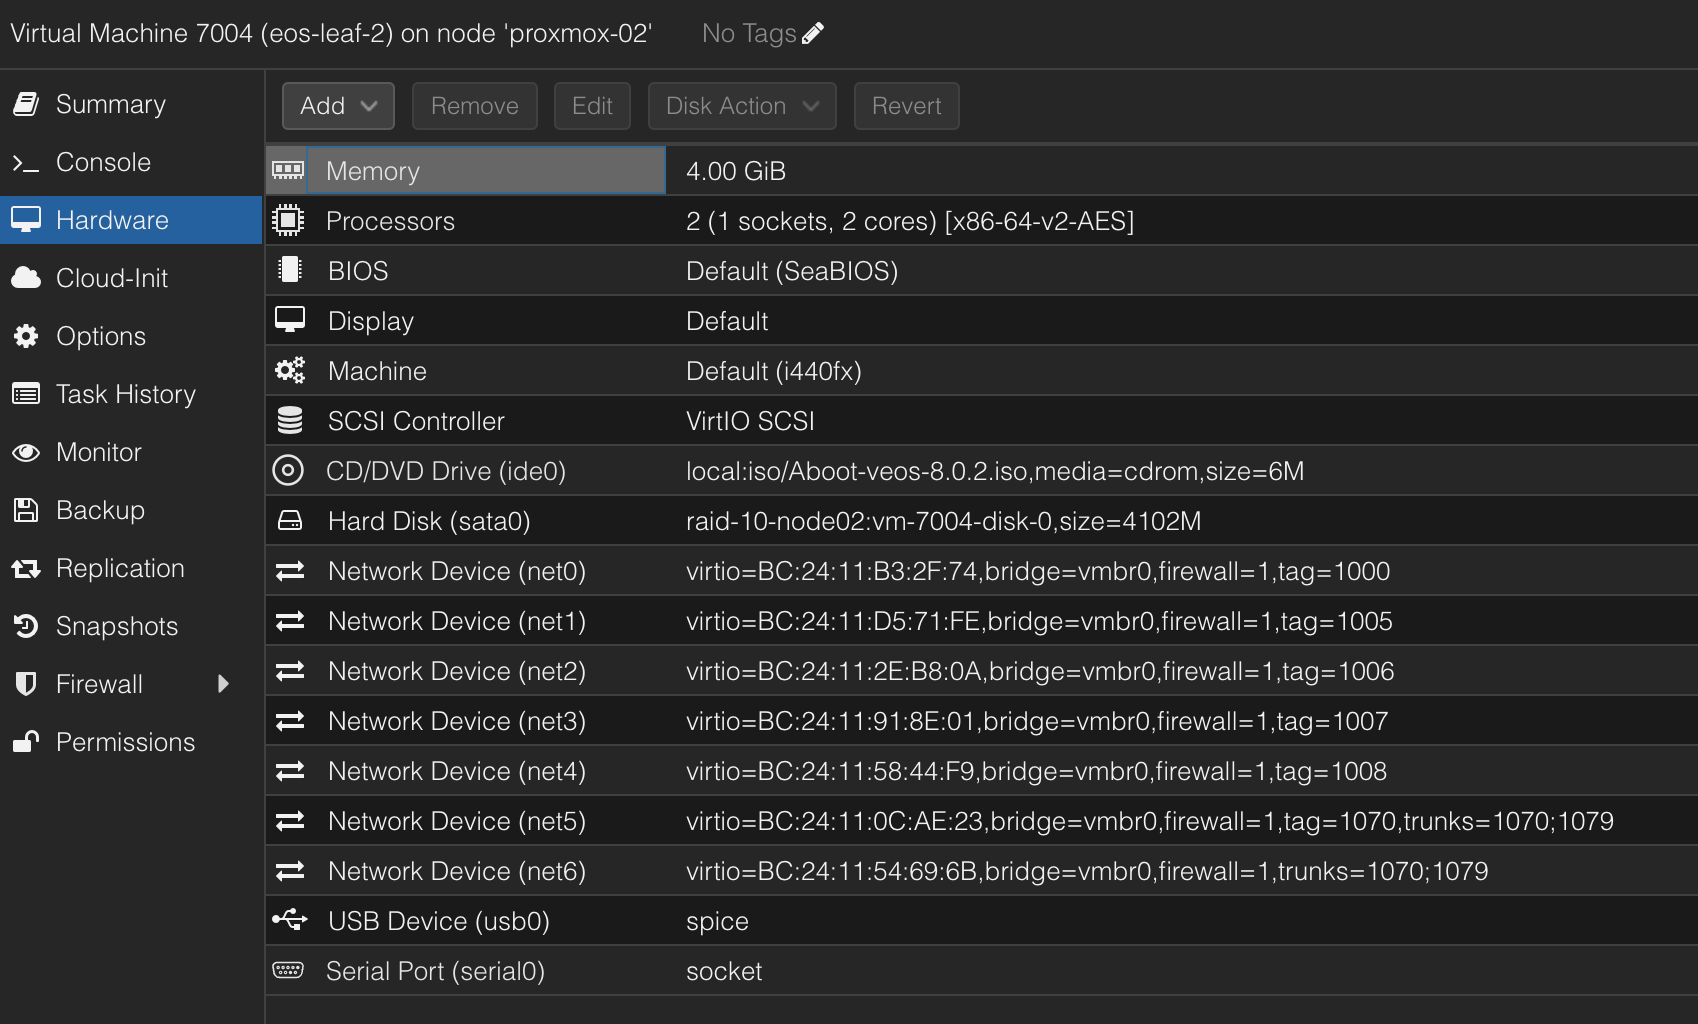 Virtual Machine 7004 (eos-leaf-2) on node 'proxmox-02' No Tags
Summary
Console
Hardware
Cloud-Init
Options
Task History
Monitor
Backup
Replication
Snapshots
Firewall
Permissions
Add Remove Edit Disk Action Revert
Memory 4.00 GiB
Processors 2 (1 sockets, 2 cores) [x86-64-v2-AES]
BIOS Default (SeaBIOS)
Display Default
Machine Default (i440fx)
SCSI Controller VirtIO SCSI
CD/DVD Drive (ide0) local:iso/Aboot-veos-8.0.2.iso,media=cdrom,size=6M
Hard Disk (sata0) raid-10-node02:vm-7004-disk-0,size=4102M
Network Device (net0) virtio=BC:24:11:B3:2F:74,bridge=vmbr0,firewall=1,tag=1000
Network Device (net1) virtio=BC:24:11:D5:71:FE,bridge=vmbr0,firewall=1,tag=1005
Network Device (net2) virtio=BC:24:11:2E:B8:0A,bridge=vmbr0,firewall=1,tag=1006
Network Device (net3) virtio=BC:24:11:91:8E:01,bridge=vmbr0,firewall=1,tag=1007
Network Device (net4) virtio=BC:24:11:58:44:F9,bridge=vmbr0,firewall=1,tag=1008
Network Device (net5) virtio=BC:24:11:0C:AE:23,bridge=vmbr0,firewall=1,tag=1070,trunks=1070;1079
Network Device (net6) virtio=BC:24:11:54:69:6B,bridge=vmbr0,firewall=1,trunks=1070;1079
USB Device (usb0) spice
Serial Port (serial0) socket